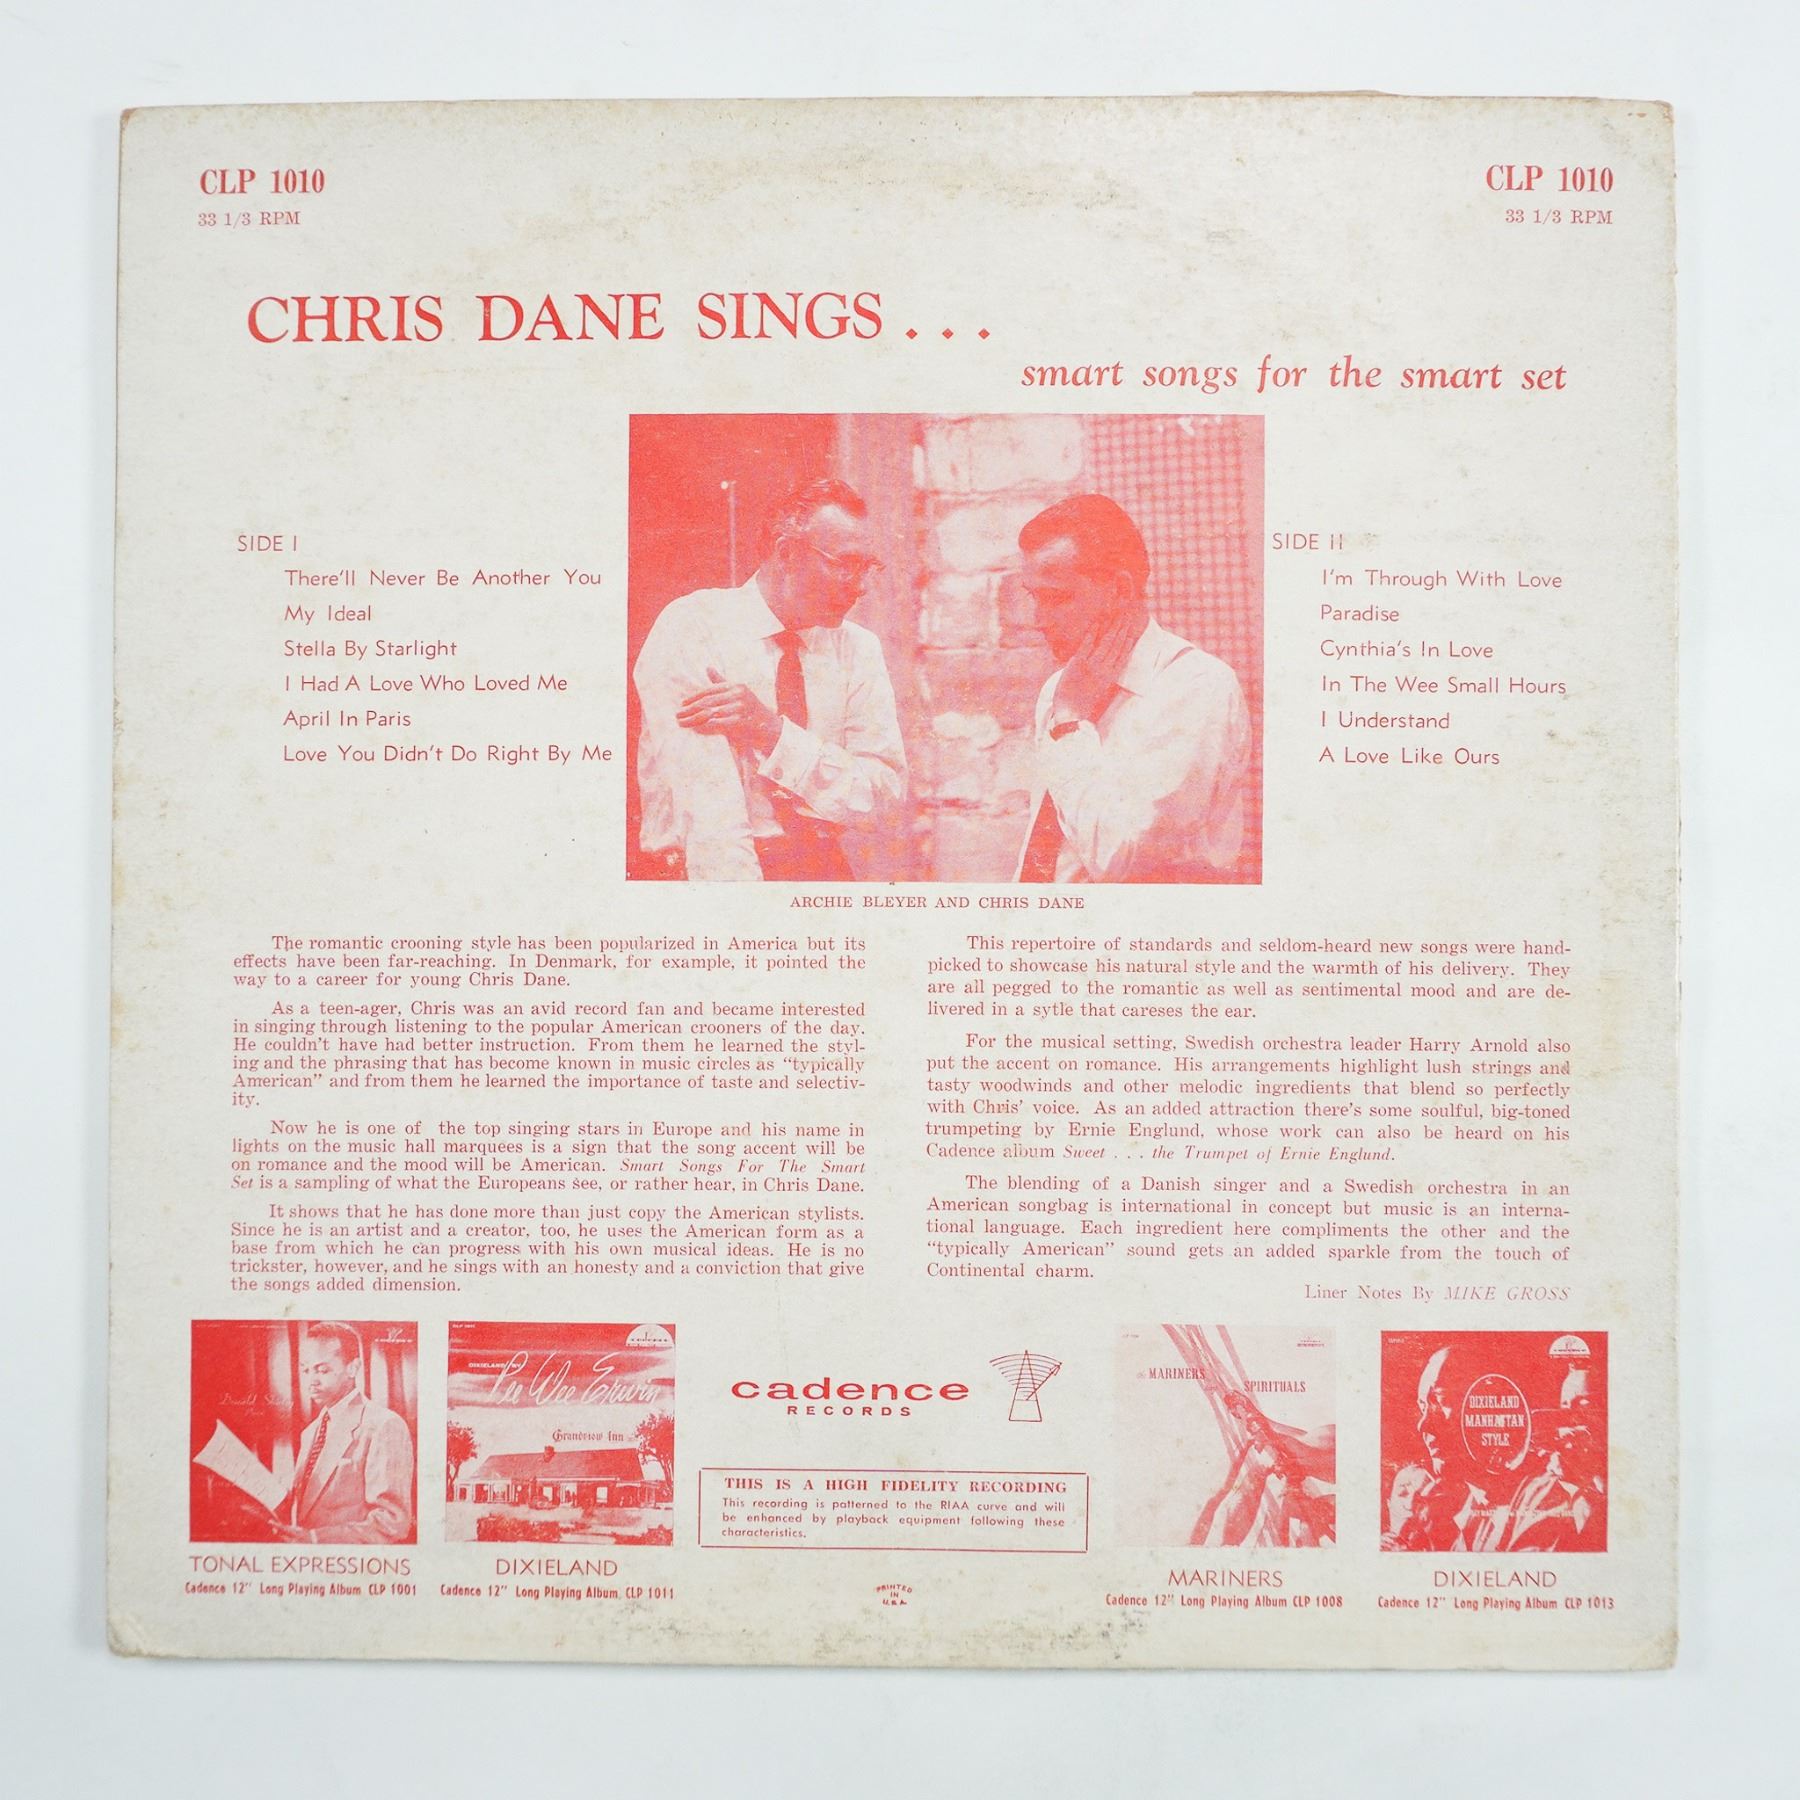 CLP 1010
33 1/3 RPM
CLP 1010
33 1/3 RPM
CHRIS DANE SINGS . . .
smart songs for the smart set
SIDE I
There'll Never Be Another You
My Ideal
Stella By Starlight
I Had A Love Who Loved Me
April In Paris
Love You Didn't Do Right By Me
SIDE II
I'm Through With Love
Paradise
Cynthia's In Love
In The Wee Small Hours
I Understand
A Love Like Ours
ARCHIE BLEYER AND CHRIS DANE
The romantic crooning style has been popularized in America but its
effects have been far-reaching. In Denmark, for example, it pointed the
way to a career for young Chris Dane.
As a teen-ager, Chris was an avid record fan and became interested
in singing through listening to the popular American crooners of the day.
He couldn't have had better instruction. From them he learned the styl-
ing and the phrasing that has become known in music circles as "typically
American" and from them he learned the importance of taste and selectiv-
ity.
Now he is one of the top singing stars in Europe and his name in
lights on the music hall marquees is a sign that the song accent will be
on romance and the mood will be American. Smart Songs For The Smart
Set is a sampling of what the Europeans see, or rather hear, in Chris Dane.
It shows that he has done more than just copy the American stylists.
Since he is an artist and a creator, too, he uses the American form as a
base from which he can progress with his own musical ideas. He is no
trickster, however, and he sings with an honesty and a conviction that give
the songs added dimension.
This repertoire of standards and seldom-heard new songs were hand-
picked to showcase his natural style and the warmth of his delivery. They
are all pegged to the romantic as well as sentimental mood and are de-
livered in a sytle that careses the ear.
For the musical setting, Swedish orchestra leader Harry Arnold also
put the accent on romance. His arrangements highlight lush strings and
tasty woodwinds and other melodic ingredients that blend so perfectly
with Chris' voice. As an added attraction there's some soulful, big-toned
trumpeting by Ernie Englund, whose work can also be heard on his
Cadence album Sweet . . . the Trumpet of Ernie Englund.
The blending of a Danish singer and a Swedish orchestra in an
American songbag is international in concept but music is an interna-
tional language. Each ingredient here compliments the other and the
"typically American" sound gets an added sparkle from the touch of
Continental charm.
Liner Notes By MIKE GROSS
DIXIELAND BY
Pee Wee Erwin
Grandview Inn
cadence
RECORDS
the MARINERS
SPIRITUALS
DIXIELAND
MANHATTAN
STYLE
THIS IS A HIGH FIDELITY RECORDING
This recording is patterned to the RIAA curve and will
be enhanced by playback equipment following these
characteristics.
TONAL EXPRESSIONS
Cadence 12" Long Playing Album CLP 1001
DIXIELAND
Cadence 12" Long Playing Album CLP 1011
PRINTED
IN
U.S.A.
MARINERS
Cadence 12" Long Playing Album CLP 1008
DIXIELAND
Cadence 12" Long Playing Album CLP 1013